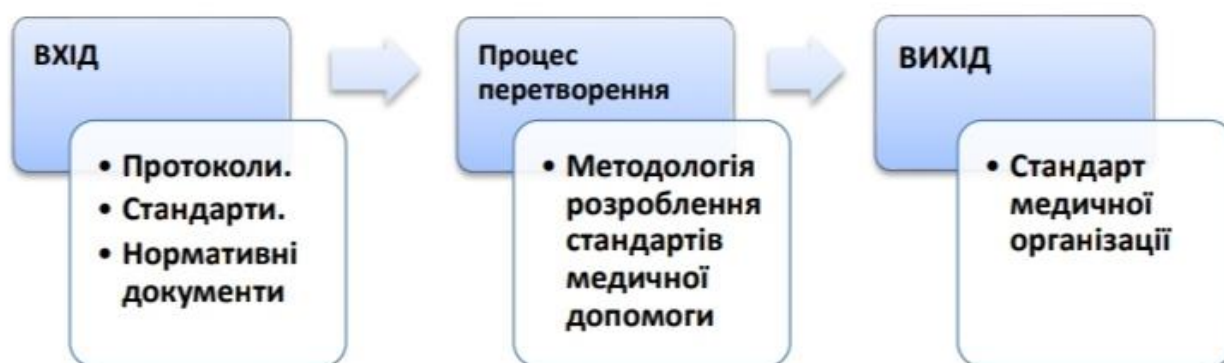 ВХІД
• Протоколи.
• Стандарти.
• Нормативні
документи
Процес
перетворення
• Методологія
розроблення
стандартів
медичної
допомоги
ВИХІД
• Стандарт
медичної
організації